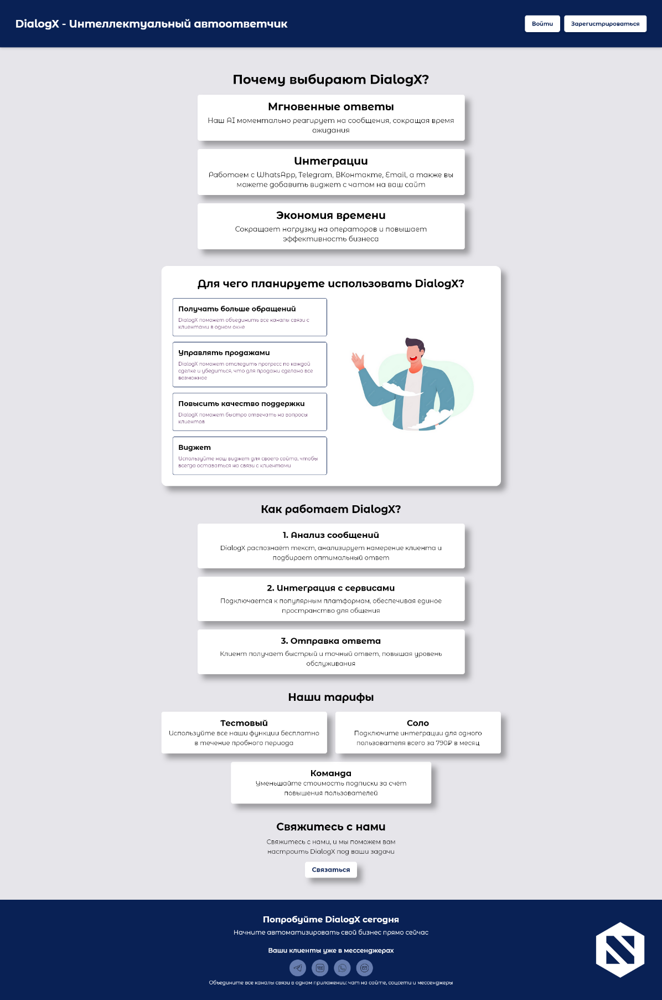 DialogX - Интеллектуальный автоответчик
Войти
Зарегистрироваться
Почему выбирают DialogX?
Мгновенные ответы
Наш AI моментально реагирует на сообщения, сокращая время
ожидания
Интеграции
Работаем с WhatsApp, Telegram, ВКонтакте, Email, а также вы
можете добавить виджет с чатом на ваш сайт
Экономия времени
Сокращает нагрузку на операторов и повышает
эффективность бизнеса
Для чего планируете использовать DialogX?
Получать больше обращений
DialogX поможет объединить все каналы связи с
клиентами в одном окне
Управлять продажами
DialogX поможет отследить прогресс по каждой
сделке и убедиться, что для продажи сделано все
возможное
Повысить качество поддержки
DialogX поможет быстро отвечать на вопросы
клиентов
Виджет
Используйте наш виджет для своего сайта, чтобы
всегда оставаться на связи с клиентами
Как работает DialogX?
1. Анализ сообщений
DialogX распознаёт текст, анализирует намерение клиента и
подбирает оптимальный ответ
2. Интеграция с сервисами
Подключается к популярным платформам, обеспечивая единое
пространство для общения
3. Отправка ответа
Клиент получает быстрый и точный ответ, повышая уровень
обслуживания
Наши тарифы
Тестовый
Используйте все наши функции бесплатно
в течение пробного периода
Соло
Подключите интеграции для одного
пользователя всего за 790₽ в месяц
Команда
Уменьшайте стоимость подписки за счёт
повышения пользователей
Свяжитесь с нами
Свяжитесь с нами, и мы поможем вам
настроить DialogX под ваши задачи
Связаться
Попробуйте DialogX сегодня
Начните автоматизировать свой бизнес прямо сейчас
Ваши клиенты уже в мессенджерах
Объедините все каналы связи в одном приложении: чат на сайте, соцсети и мессенджеры